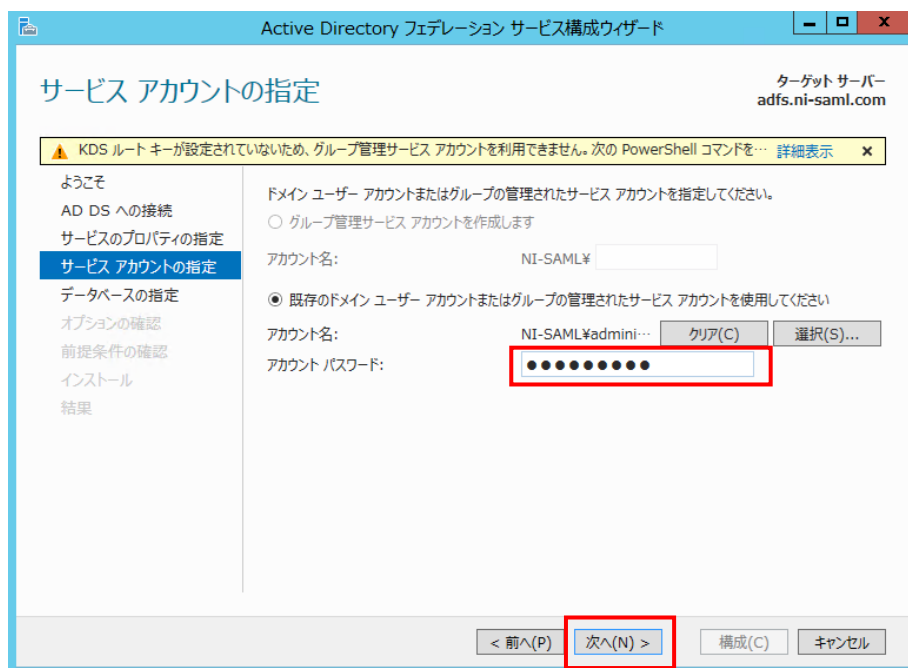 Active Directory フェデレーション サービス構成ウィザード
サービス アカウントの指定
ターゲット サーバー
adfs.ni-saml.com
KDS ルート キーが設定されていないため、グループ管理サービス アカウントを利用できません。次の PowerShell コマンドを… 詳細表示
ようこそ
AD DS への接続
サービスのプロパティの指定
サービス アカウントの指定
データベースの指定
オプションの確認
前提条件の確認
インストール
結果
ドメイン ユーザー アカウントまたはグループの管理されたサービス アカウントを指定してください。
グループ管理サービス アカウントを作成します
アカウント名: NI-SAML¥
既存のドメイン ユーザー アカウントまたはグループの管理されたサービス アカウントを使用してください
アカウント名: NI-SAML¥admini… クリア(C) 選択(S)...
アカウント パスワード: ●●●●●●●●●
< 前へ(P) 次へ(N) > 構成(C) キャンセル